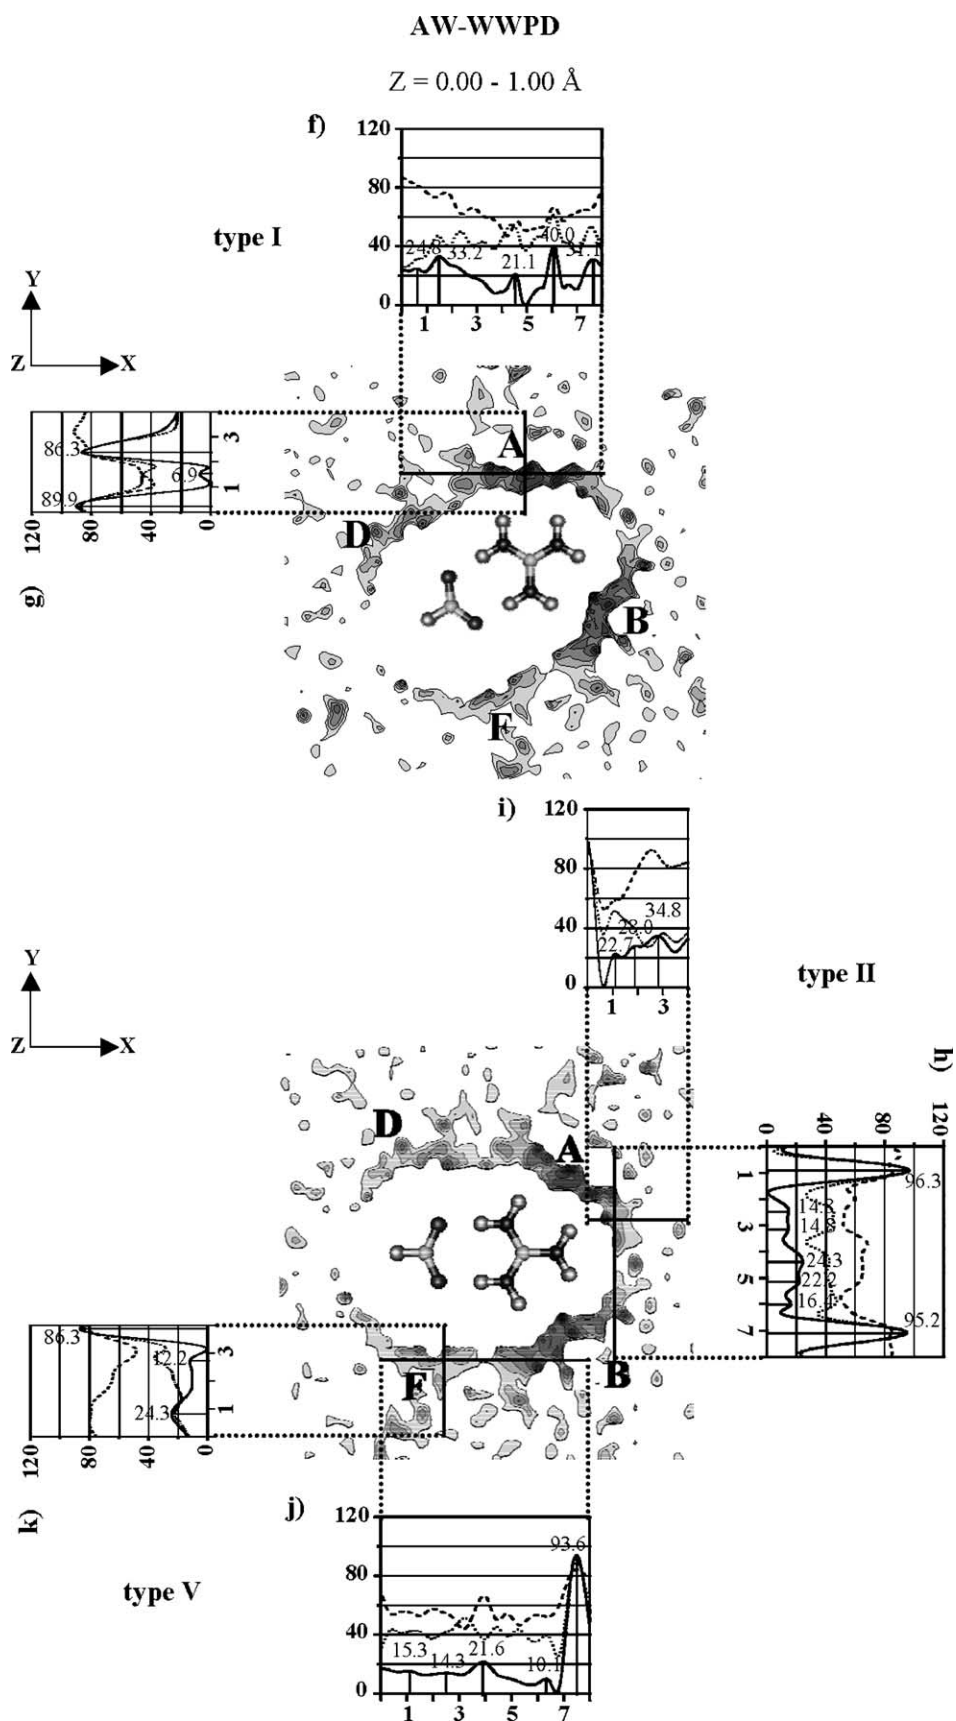 AW-WWPD
Z = 0.00 - 1.00 Å
f)
120
80
40
0
24.8
33.2
21.1
40.0
31.1
1 3 5 7
type I
Y
Z X
86.3
6.9
89.9
3
1
120 80 40 0
g)
A
D
B
F
i)
120
80
40
0
34.8
28.0
22.7
1 3
type II
Y
Z X
h)
0 40 80 120
96.3
14.8
14.8
24.3
22.2
16.4
95.2
1
3
5
7
D
A
F
B
86.3
12.2
24.3
3
1
120 80 40 0
k)
j)
120
80
40
0
93.6
15.3
14.3
21.6
10.1
1 3 5 7
type V